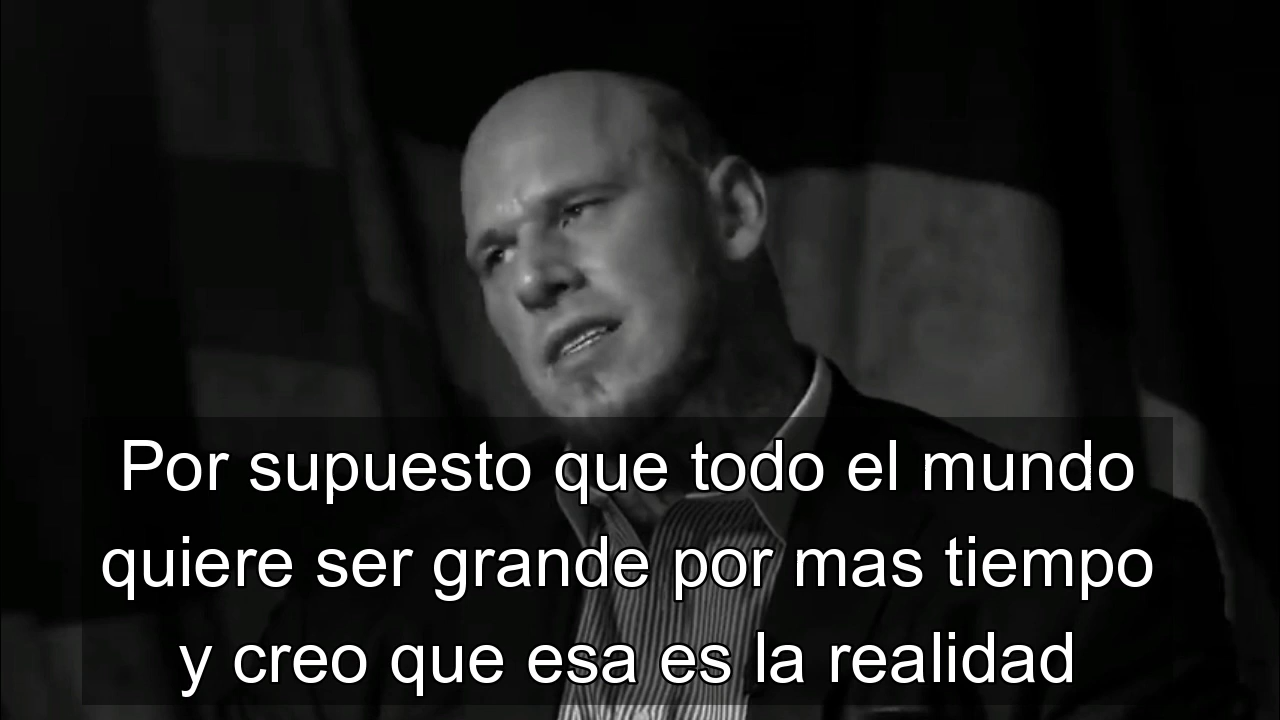 Por supuesto que todo el mundo
quiere ser grande por mas tiempo
y creo que esa es la realidad